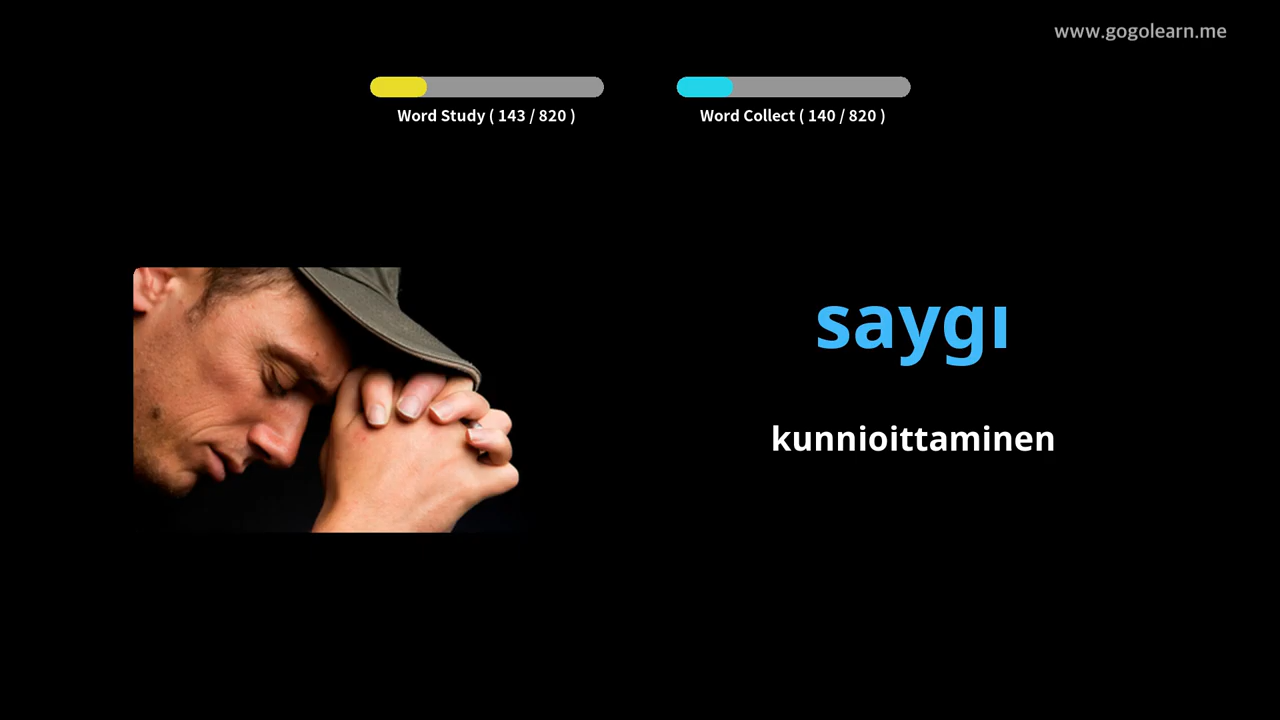 www.gogolearn.me
Word Study ( 143 / 820 )
Word Collect ( 140 / 820 )
saygı
kunnioittaminen